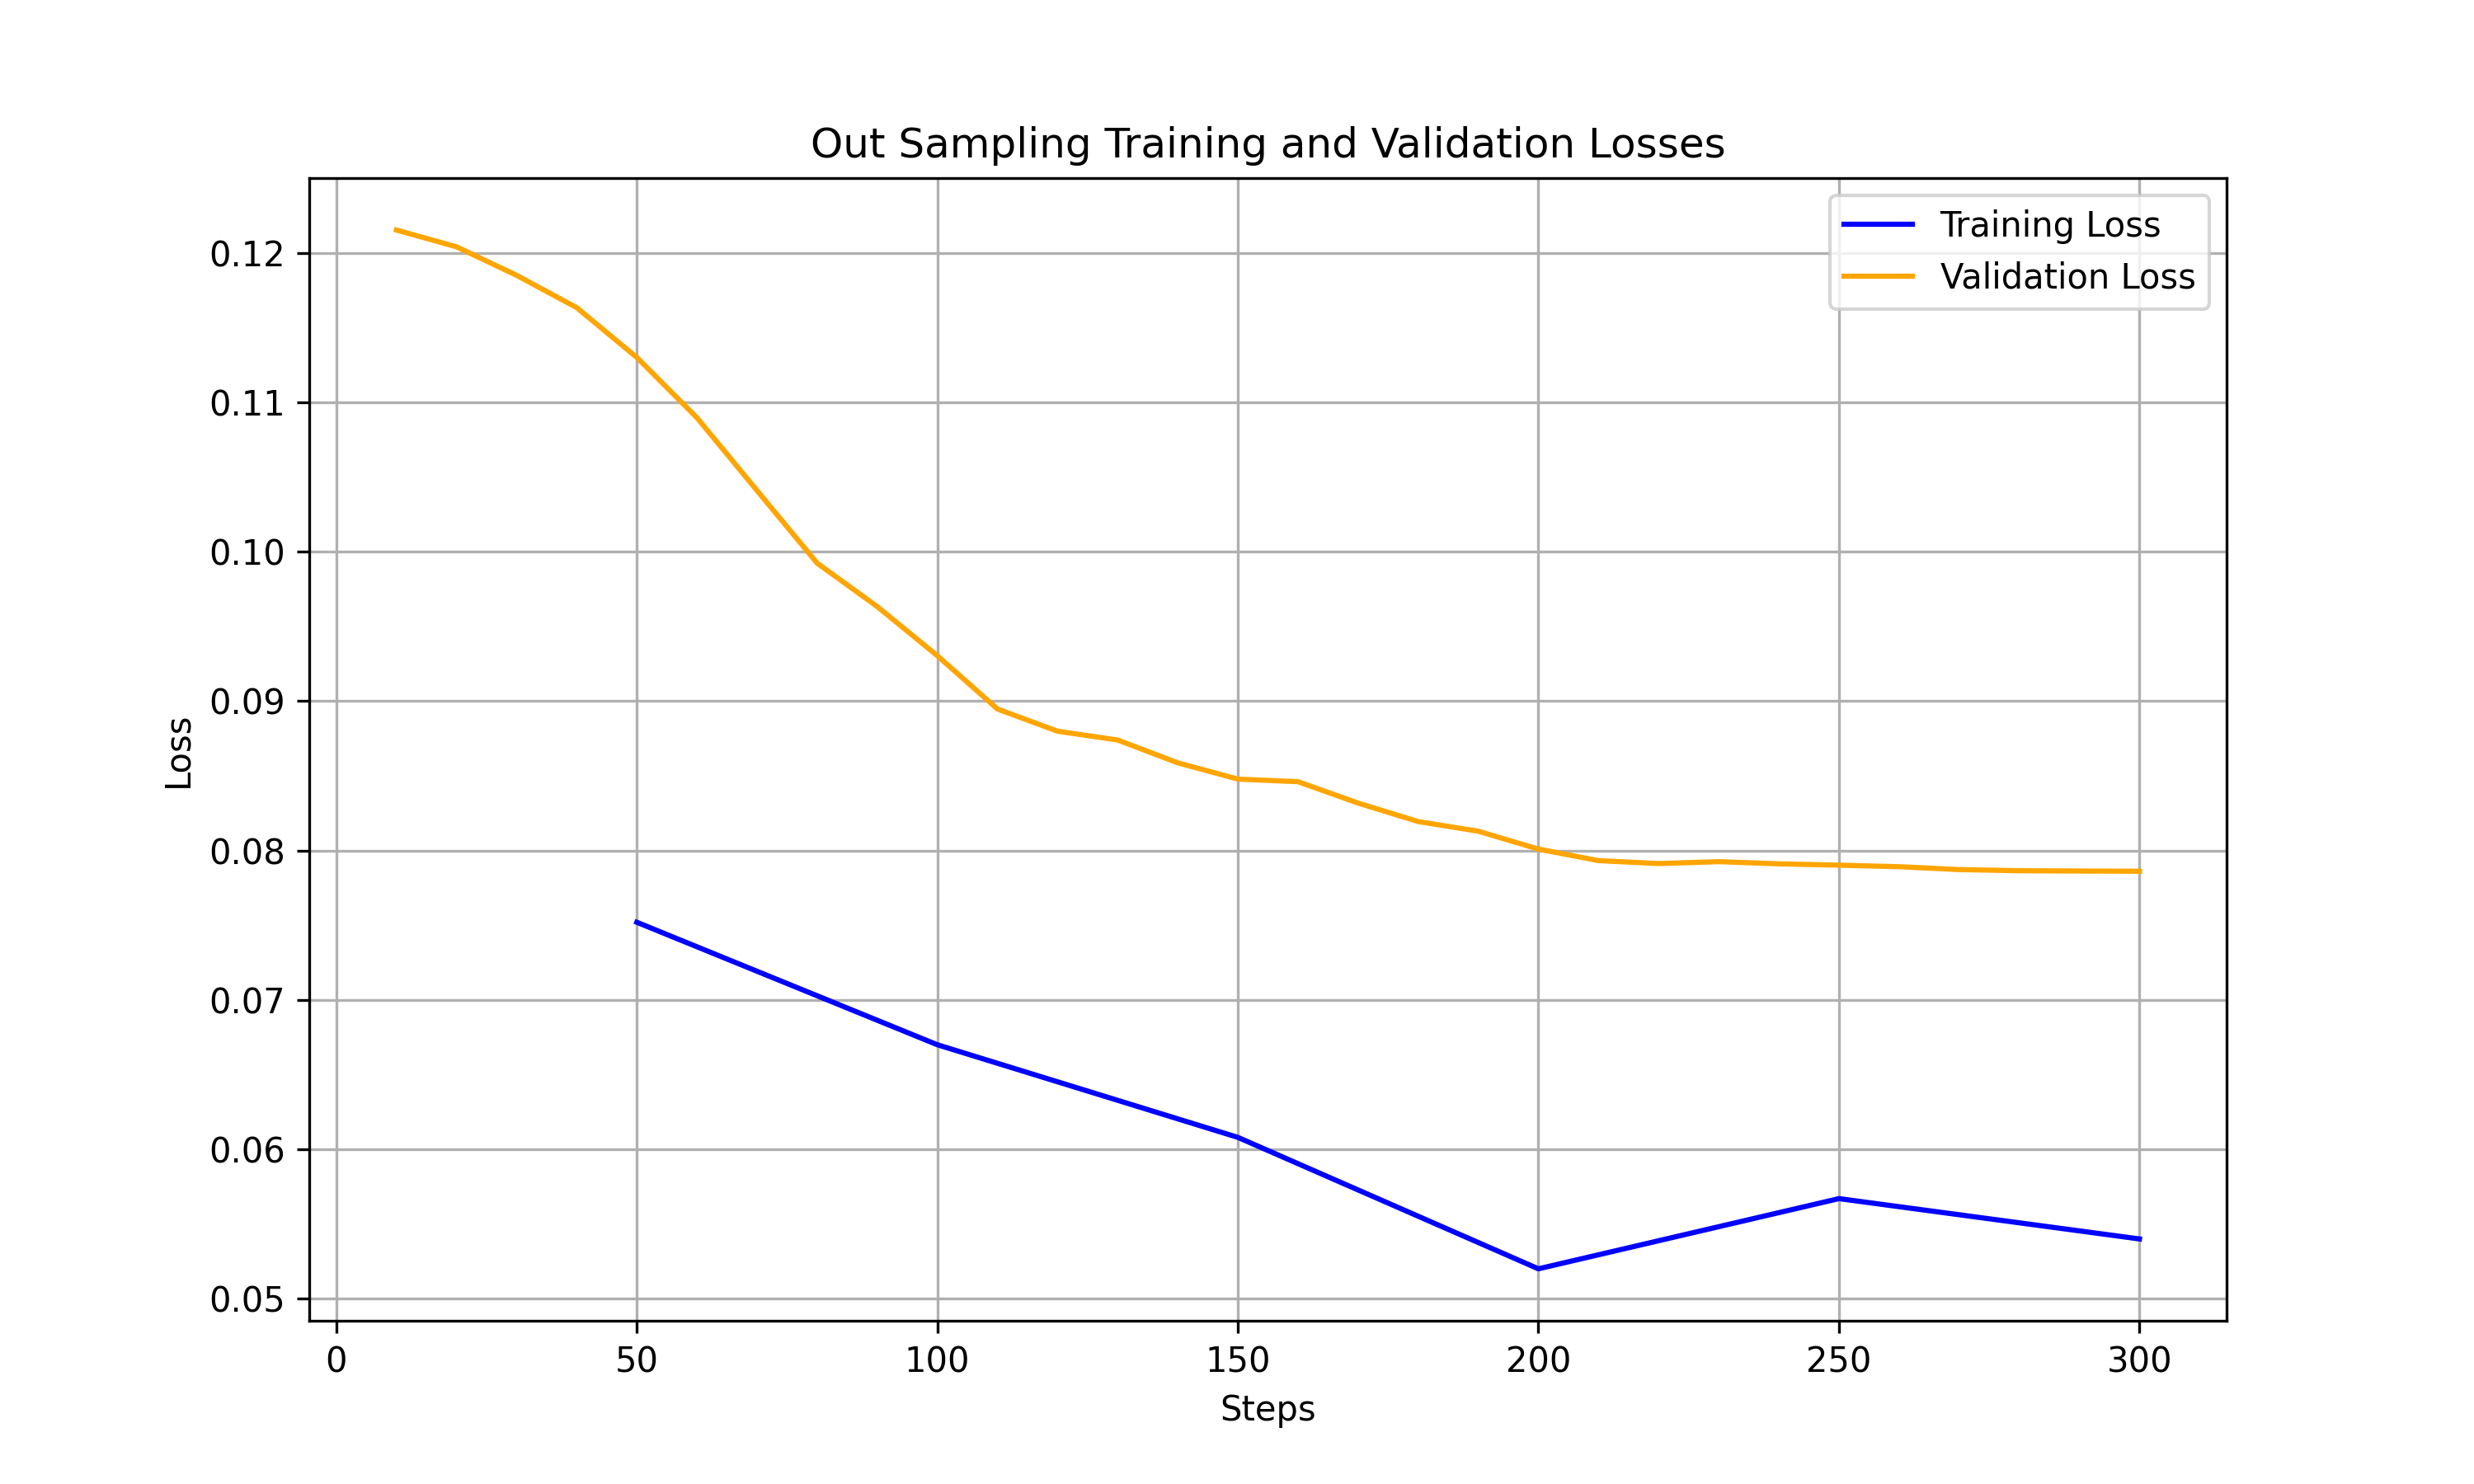 Out Sampling Training and Validation Losses
Training Loss
Validation Loss
0.12
0.11
0.10
0.09
0.08
0.07
0.06
0.05
Loss
0 50 100 150 200 250 300
Steps